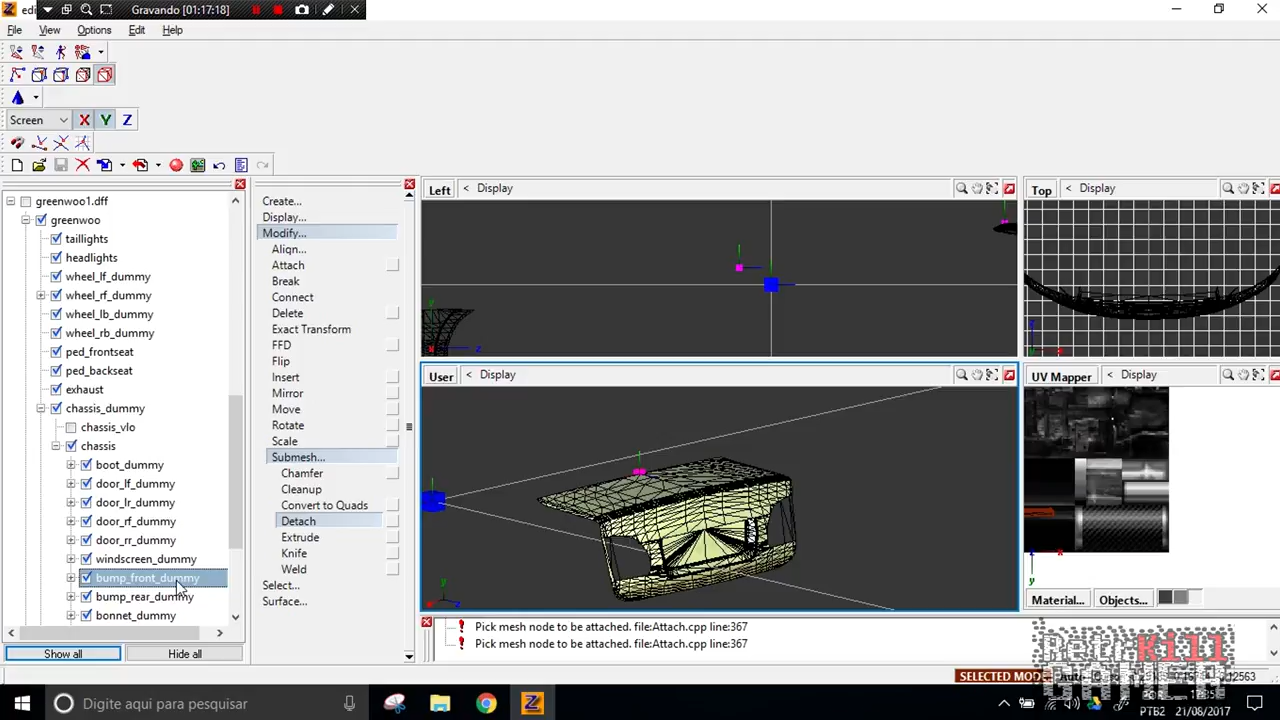 edi
Gravando [01:17:18]
File View Options Edit Help
Screen X Y Z
greenwoo1.dff
greenwoo
taillights
headlights
wheel_lf_dummy
wheel_rf_dummy
wheel_lb_dummy
wheel_rb_dummy
ped_frontseat
ped_backseat
exhaust
chassis_dummy
chassis_vlo
chassis
boot_dummy
door_lf_dummy
door_lr_dummy
door_rf_dummy
door_rr_dummy
windscreen_dummy
bump_front_dummy
bump_rear_dummy
bonnet_dummy
Show all
Hide all
Create...
Display...
Modify...
Align...
Attach
Break
Connect
Delete
Exact Transform
FFD
Flip
Insert
Mirror
Move
Rotate
Scale
Submesh...
Chamfer
Cleanup
Convert to Quads
Detach
Extrude
Knife
Weld
Select...
Surface...
Left < Display
Top < Display
User < Display
UV Mapper < Display
Material... Objects...
Pick mesh node to be attached. file:Attach.cpp line:367
Pick mesh node to be attached. file:Attach.cpp line:367
SELECTED MODE
Retr Kill
GAMER
Digite aqui para pesquisar
PTB2 21/08/2017